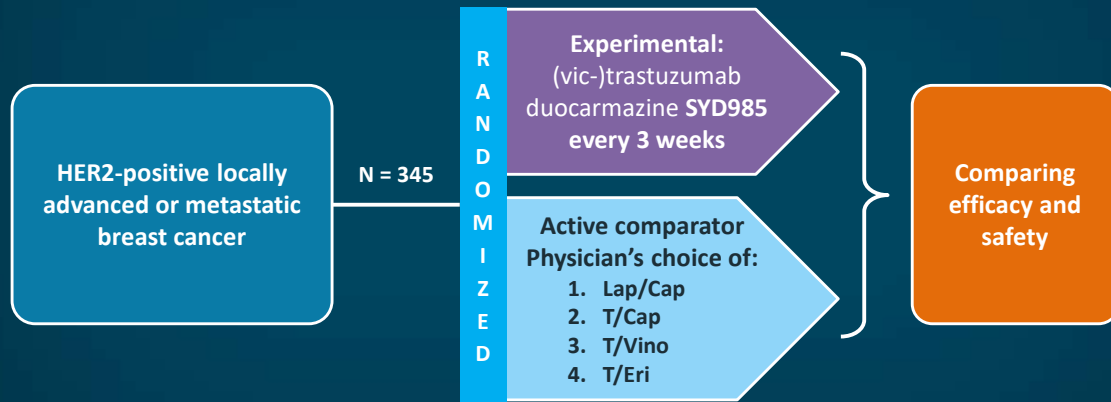 HER2-positive locally
advanced or metastatic
breast cancer
N = 345
RANDOMIZED
Experimental:
(vic-)trastuzumab
duocarmazine SYD985
every 3 weeks
Active comparator
Physician's choice of:
1. Lap/Cap
2. T/Cap
3. T/Vino
4. T/Eri
Comparing
efficacy and
safety